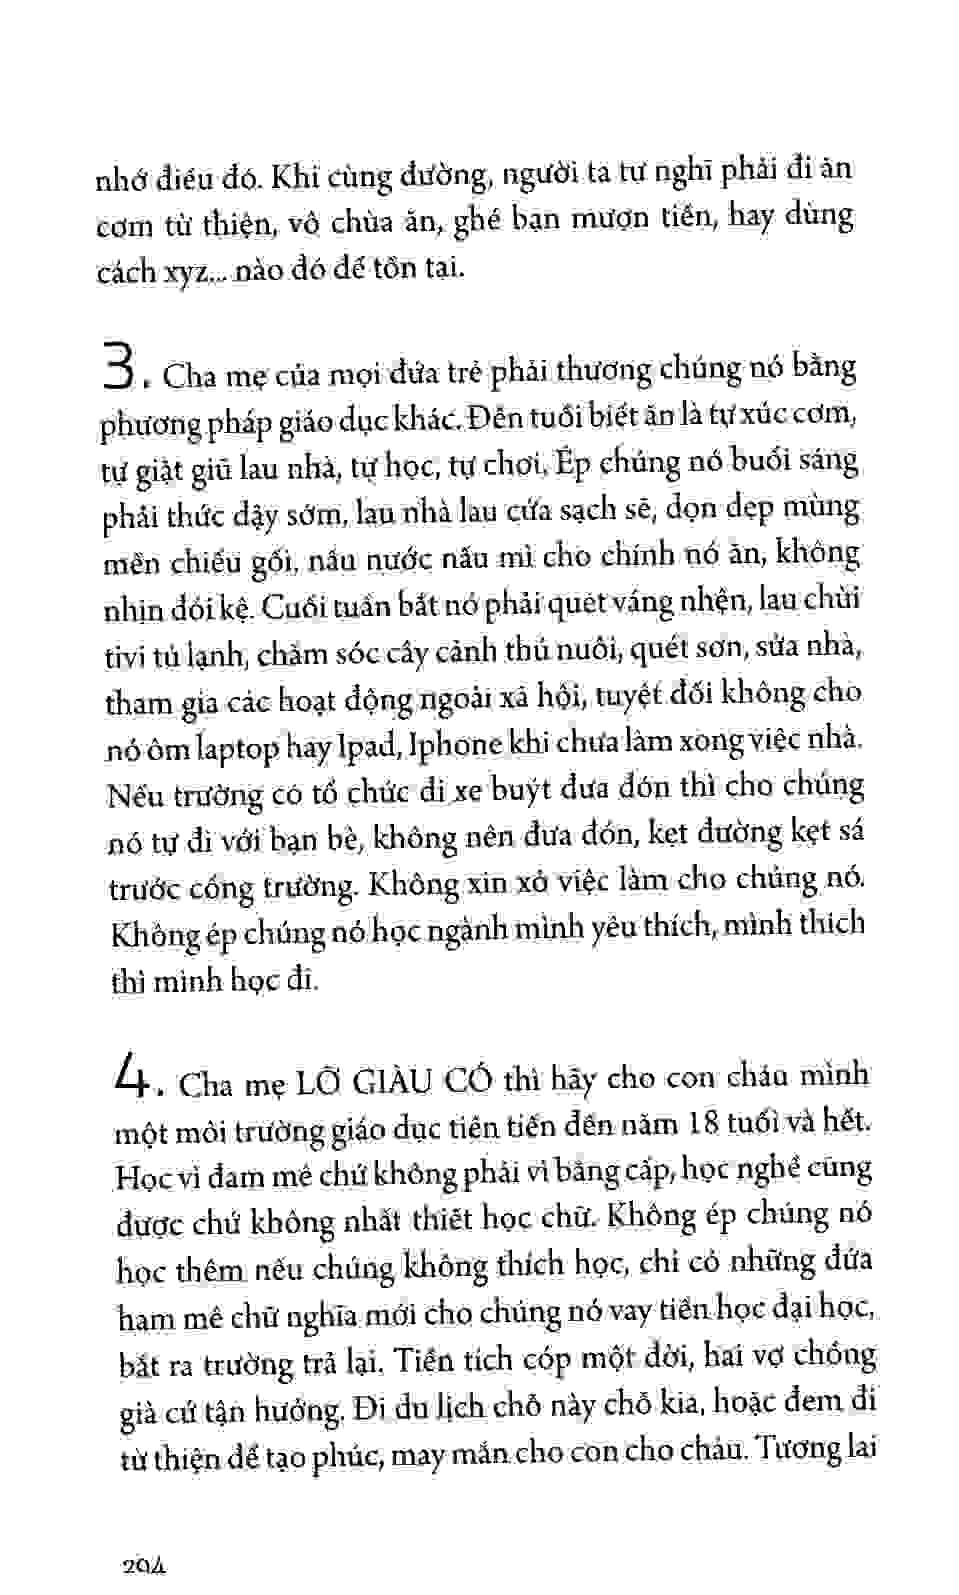 nhớ điều đó. Khi cùng đường, người ta tự nghĩ phải đi ăn
cơm từ thiện, vô chùa ăn, ghé bạn mượn tiền, hay dùng
cách xyz... nào đó để tồn tại.
3. Cha mẹ của mọi đứa trẻ phải thương chúng nó bằng
phương pháp giáo dục khác. Đến tuổi biết ăn là tự xúc cơm,
tự giặt giũ lau nhà, tự học, tự chơi. Ép chúng nó buổi sáng
phải thức dậy sớm, lau nhà lau cửa sạch sẽ, dọn dẹp mùng
mền chiếu gối, nấu nước nấu mì cho chính nó ăn, không
nhịn đói kệ. Cuối tuần bắt nó phải quét váng nhện, lau chùi
tivi tủ lạnh, chăm sóc cây cảnh thú nuôi, quét sơn, sửa nhà,
tham gia các hoạt động ngoài xã hội, tuyệt đối không cho
nó ôm laptop hay Ipad, Iphone khi chưa làm xong việc nhà.
Nếu trường có tổ chức đi xe buýt đưa đón thì cho chúng
nó tự đi với bạn bè, không nên đưa đón, kẹt đường kẹt sá
trước cổng trường. Không xin xỏ việc làm cho chúng nó.
Không ép chúng nó học ngành mình yêu thích, mình thích
thì mình học đi.
4. Cha mẹ LỠ GIÀU CÓ thì hãy cho con cháu mình
một môi trường giáo dục tiên tiến đến năm 18 tuổi và hết.
Học vì đam mê chứ không phải vì bằng cấp, học nghề cũng
được chứ không nhất thiết học chữ. Không ép chúng nó
học thêm nếu chúng không thích học, chỉ có những đứa
ham mê chữ nghĩa mới cho chúng nó vay tiền học đại học,
bắt ra trường trả lại. Tiền tích cóp một đời, hai vợ chồng
già cứ tận hưởng. Đi du lịch chỗ này chỗ kia, hoặc đem đi
từ thiện để tạo phúc, may mắn cho con cho cháu. Tương lai
204